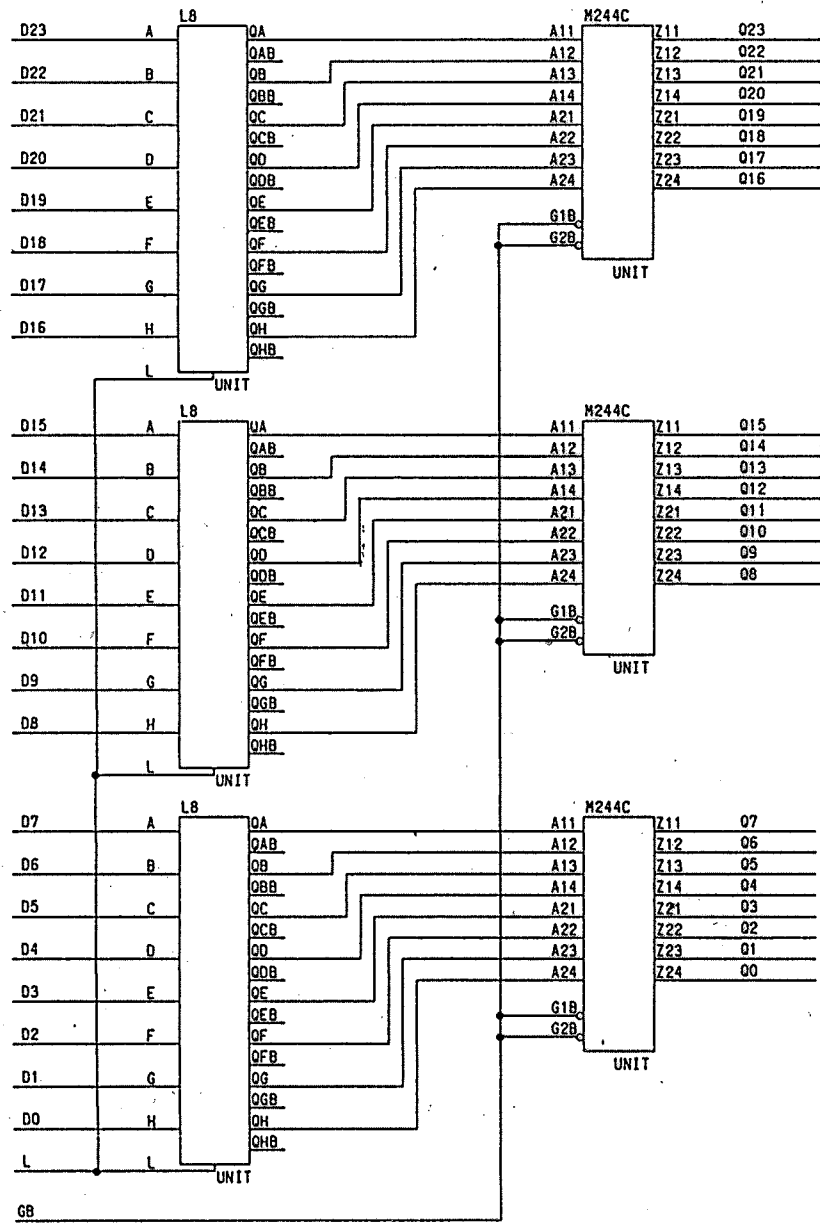 L8 M244C
D23 A QA A11 Z11 Q23
QAB A12 Z12 Q22
D22 B QB A13 Z13 Q21
QBB A14 Z14 Q20
D21 C QC A21 Z21 Q19
QCB A22 Z22 Q18
D20 D QD A23 Z23 Q17
QDB A24 Z24 Q16
D19 E QE
QEB G1B
D18 F QF G2B
QFB UNIT
D17 G QG
QGB
D16 H QH
QHB
L UNIT
L8 M244C
D15 A QA A11 Z11 Q15
QAB A12 Z12 Q14
D14 B QB A13 Z13 Q13
QBB A14 Z14 Q12
D13 C QC A21 Z21 Q11
QCB A22 Z22 Q10
D12 D QD A23 Z23 Q9
QDB A24 Z24 Q8
D11 E QE
QEB G1B
D10 F QF G2B
QFB UNIT
D9 G QG
QGB
D8 H QH
QHB
L UNIT
L8 M244C
D7 A QA A11 Z11 Q7
QAB A12 Z12 Q6
D6 B QB A13 Z13 Q5
QBB A14 Z14 Q4
D5 C QC A21 Z21 Q3
QCB A22 Z22 Q2
D4 D QD A23 Z23 Q1
QDB A24 Z24 Q0
D3 E QE
QEB G1B
D2 F QF G2B
QFB UNIT
D1 G QG
QGB
D0 H QH
QHB
L L UNIT
GB